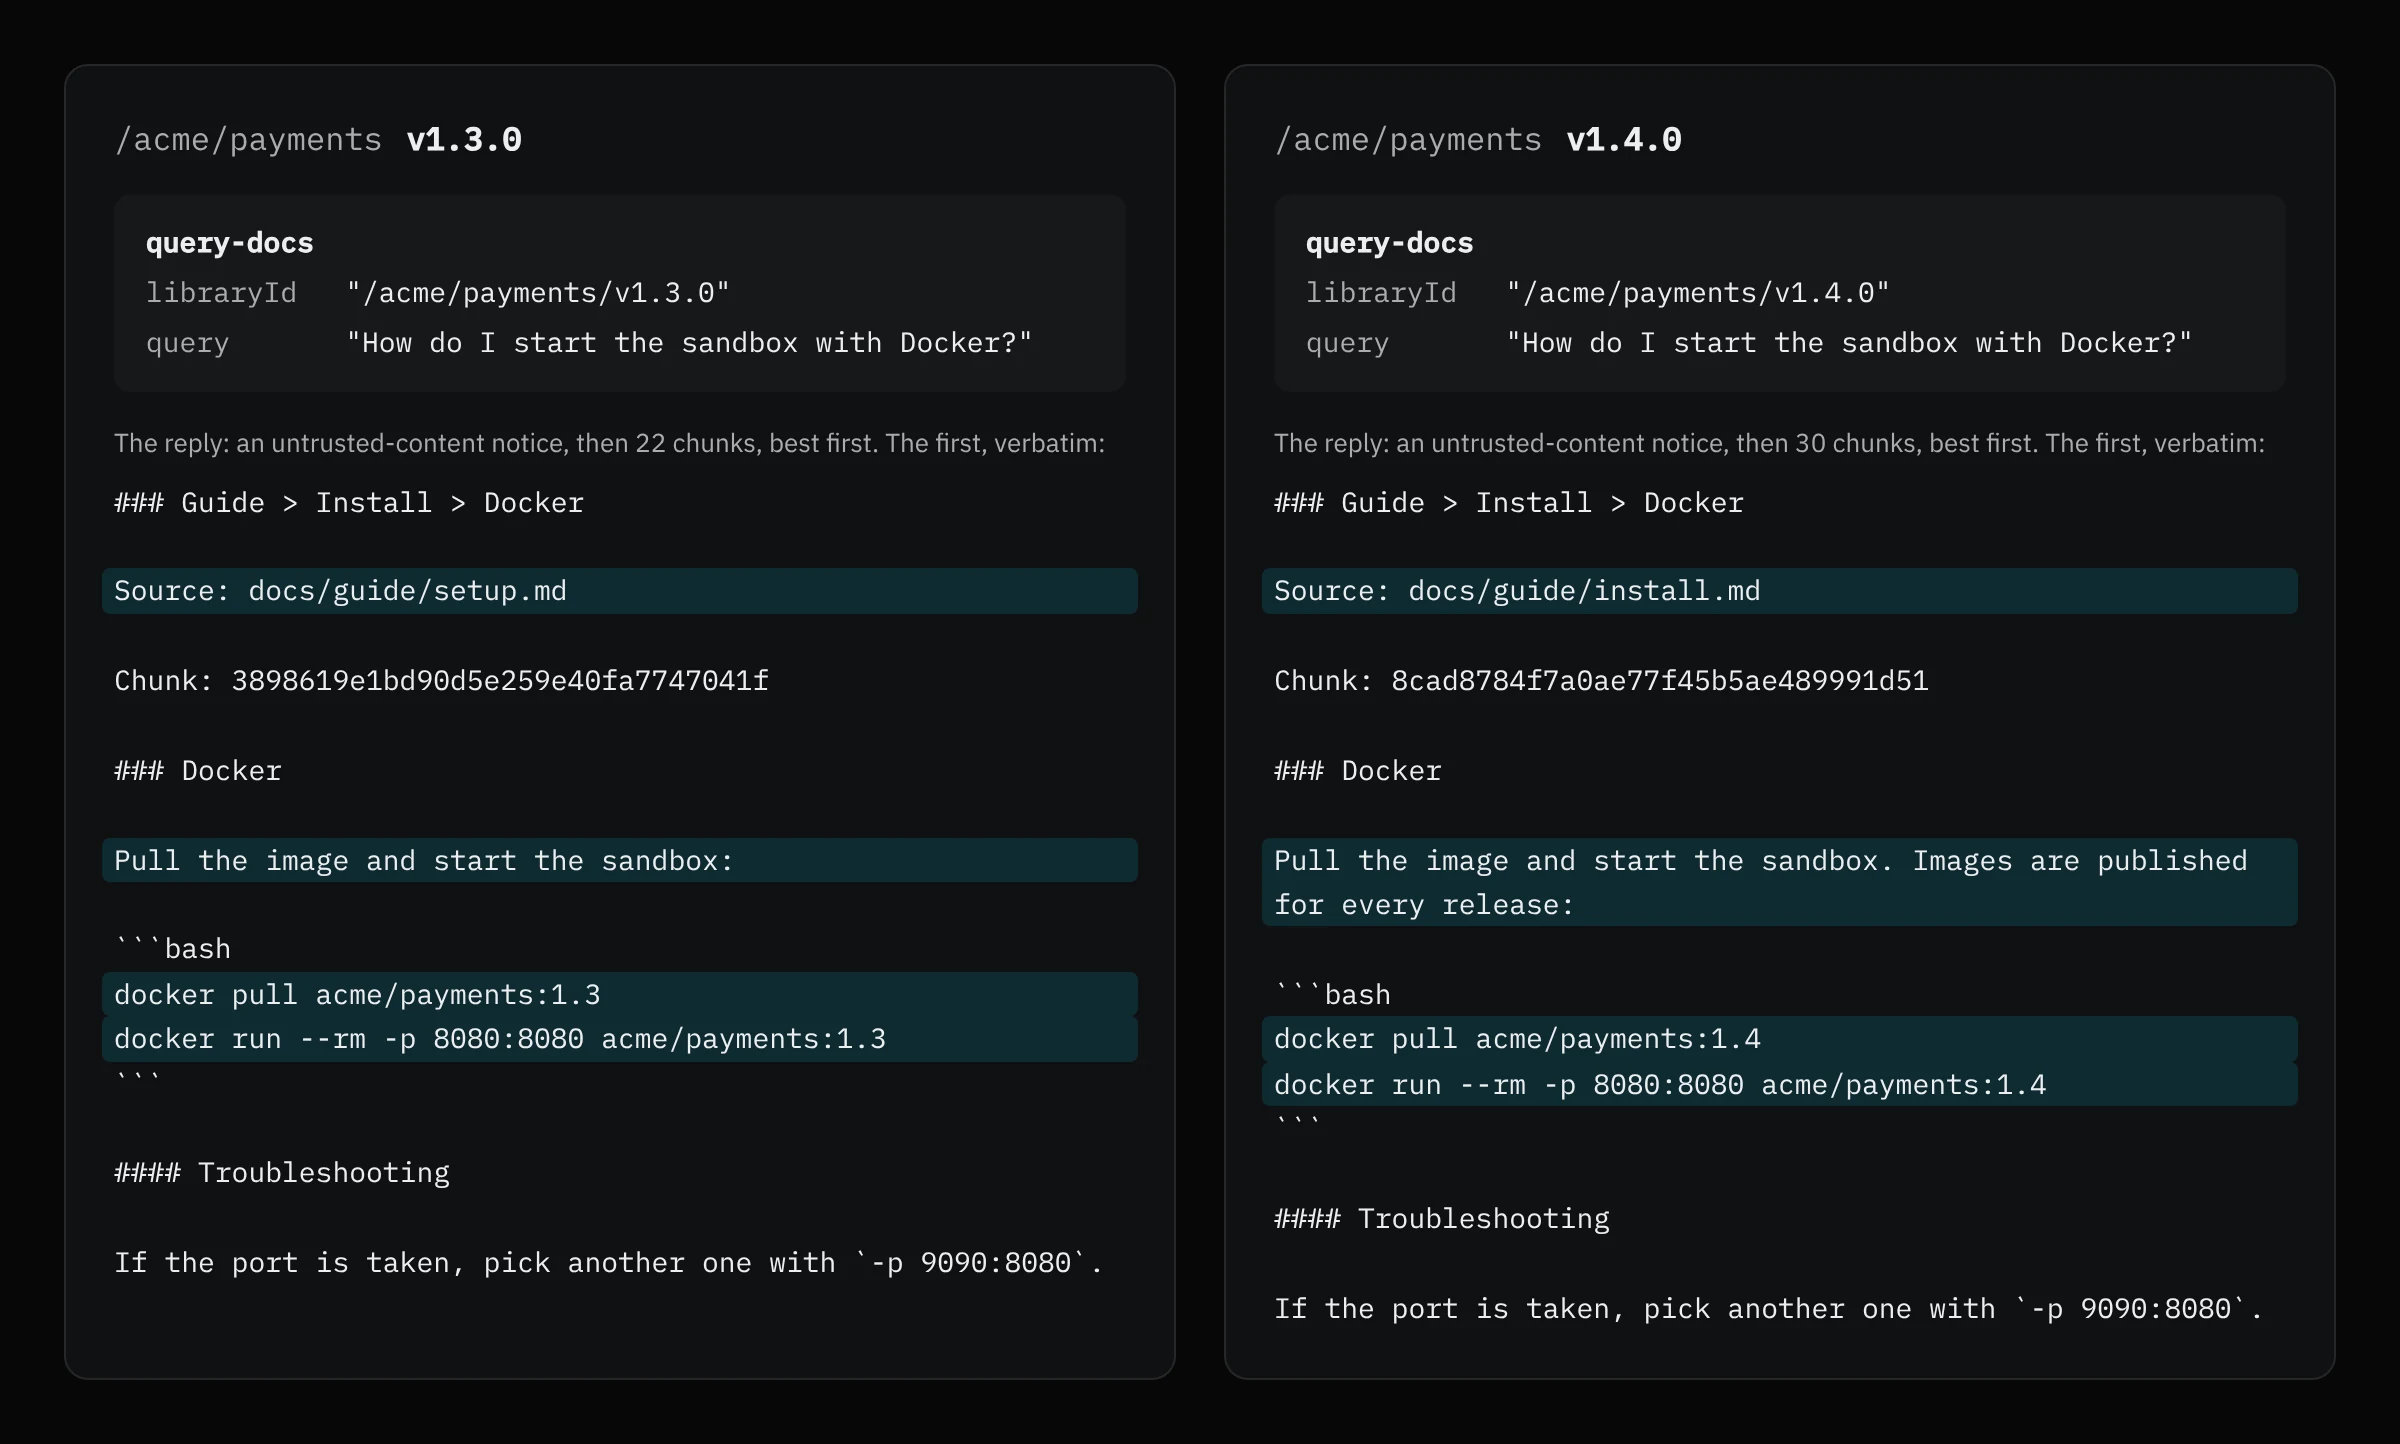 /acme/payments v1.3.0
query-docs
libraryId "/acme/payments/v1.3.0"
query "How do I start the sandbox with Docker?"
The reply: an untrusted-content notice, then 22 chunks, best first. The first, verbatim:
### Guide > Install > Docker
Source: docs/guide/setup.md
Chunk: 3898619e1bd90d5e259e40fa7747041f
### Docker
Pull the image and start the sandbox:
```bash
docker pull acme/payments:1.3
docker run --rm -p 8080:8080 acme/payments:1.3
```
#### Troubleshooting
If the port is taken, pick another one with `-p 9090:8080`.
/acme/payments v1.4.0
query-docs
libraryId "/acme/payments/v1.4.0"
query "How do I start the sandbox with Docker?"
The reply: an untrusted-content notice, then 30 chunks, best first. The first, verbatim:
### Guide > Install > Docker
Source: docs/guide/install.md
Chunk: 8cad8784f7a0ae77f45b5ae489991d51
### Docker
Pull the image and start the sandbox. Images are published
for every release:
```bash
docker pull acme/payments:1.4
docker run --rm -p 8080:8080 acme/payments:1.4
```
#### Troubleshooting
If the port is taken, pick another one with `-p 9090:8080`.